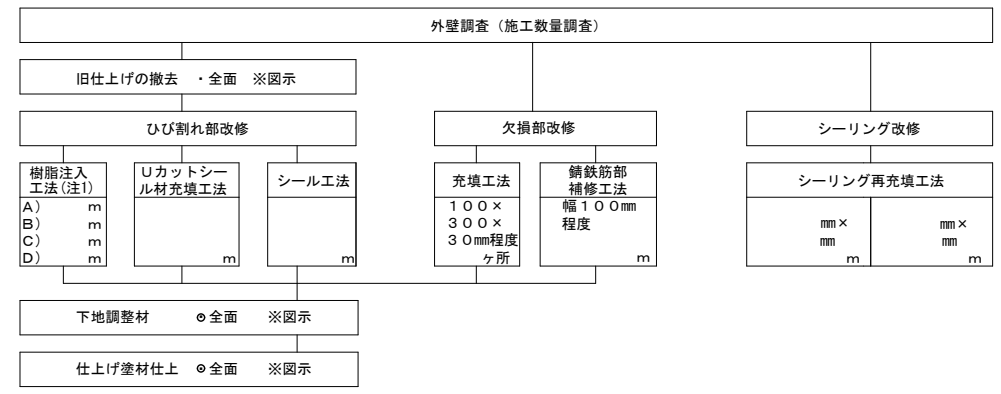 外壁調査（施工数量調査）
旧仕上げの撤去　・全面　※図示
ひび割れ部改修
欠損部改修
シーリング改修
樹脂注入
工法(注1)
A）　m
B）　m
C）　m
D）　m
Uカットシー
ル材充填工法
m
シール工法
m
充填工法
１００×
３００×
３０㎜程度
ヶ所
錆鉄筋部
補修工法
幅１００㎜
程度
m
シーリング再充填工法
㎜×
㎜
m
㎜×
㎜
m
下地調整材　⊙全面　※図示
仕上げ塗材仕上　⊙全面　※図示